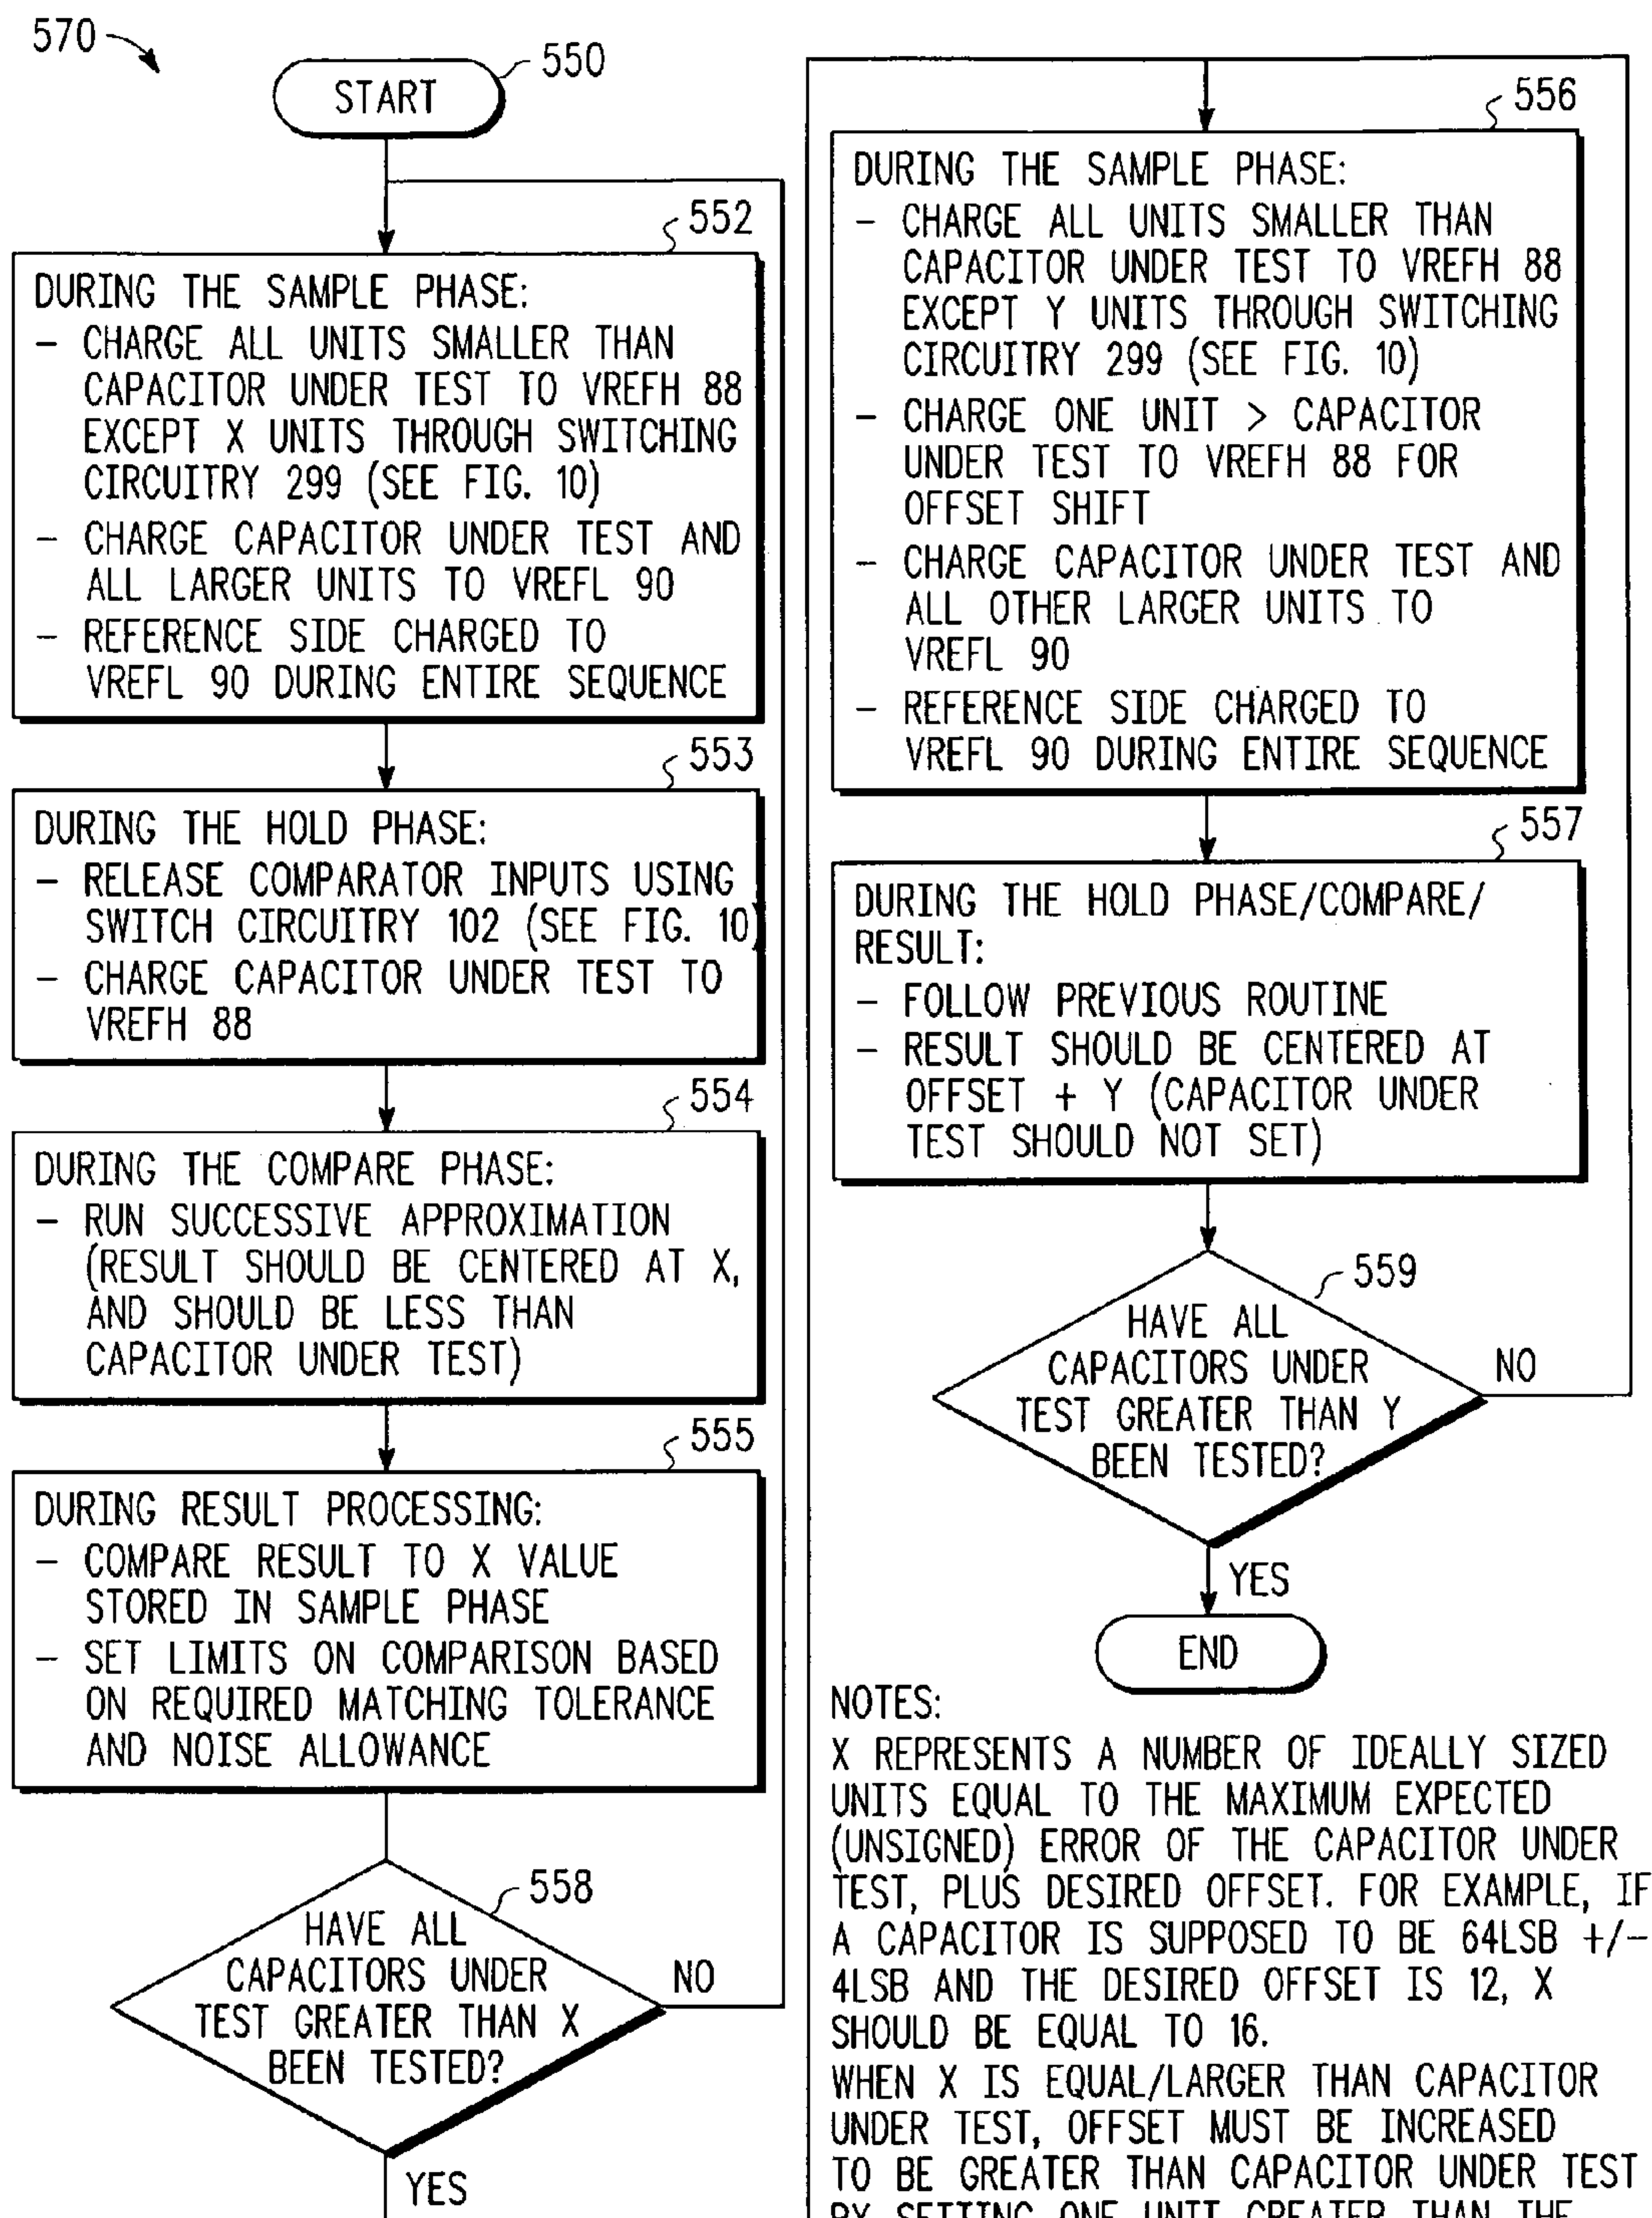 570
START
550
552
DURING THE SAMPLE PHASE:
- CHARGE ALL UNITS SMALLER THAN
CAPACITOR UNDER TEST TO VREFH 88
EXCEPT X UNITS THROUGH SWITCHING
CIRCUITRY 299 (SEE FIG. 10)
- CHARGE CAPACITOR UNDER TEST AND
ALL LARGER UNITS TO VREFL 90
- REFERENCE SIDE CHARGED TO
VREFL 90 DURING ENTIRE SEQUENCE
553
DURING THE HOLD PHASE:
- RELEASE COMPARATOR INPUTS USING
SWITCH CIRCUITRY 102 (SEE FIG. 10)
- CHARGE CAPACITOR UNDER TEST TO
VREFH 88
554
DURING THE COMPARE PHASE:
- RUN SUCCESSIVE APPROXIMATION
(RESULT SHOULD BE CENTERED AT X,
AND SHOULD BE LESS THAN
CAPACITOR UNDER TEST)
555
DURING RESULT PROCESSING:
- COMPARE RESULT TO X VALUE
STORED IN SAMPLE PHASE
- SET LIMITS ON COMPARISON BASED
ON REQUIRED MATCHING TOLERANCE
AND NOISE ALLOWANCE
558
HAVE ALL
CAPACITORS UNDER
TEST GREATER THAN X
BEEN TESTED?
NO
YES
556
DURING THE SAMPLE PHASE:
- CHARGE ALL UNITS SMALLER THAN
CAPACITOR UNDER TEST TO VREFH 88
EXCEPT Y UNITS THROUGH SWITCHING
CIRCUITRY 299 (SEE FIG. 10)
- CHARGE ONE UNIT > CAPACITOR
UNDER TEST TO VREFH 88 FOR
OFFSET SHIFT
- CHARGE CAPACITOR UNDER TEST AND
ALL OTHER LARGER UNITS TO
VREFL 90
- REFERENCE SIDE CHARGED TO
VREFL 90 DURING ENTIRE SEQUENCE
557
DURING THE HOLD PHASE/COMPARE/
RESULT:
- FOLLOW PREVIOUS ROUTINE
- RESULT SHOULD BE CENTERED AT
OFFSET + Y (CAPACITOR UNDER
TEST SHOULD NOT SET)
559
HAVE ALL
CAPACITORS UNDER
TEST GREATER THAN Y
BEEN TESTED?
NO
YES
END
NOTES:
X REPRESENTS A NUMBER OF IDEALLY SIZED
UNITS EQUAL TO THE MAXIMUM EXPECTED
(UNSIGNED) ERROR OF THE CAPACITOR UNDER
TEST, PLUS DESIRED OFFSET. FOR EXAMPLE, IF
A CAPACITOR IS SUPPOSED TO BE 64LSB +/-
4LSB AND THE DESIRED OFFSET IS 12, X
SHOULD BE EQUAL TO 16.
WHEN X IS EQUAL/LARGER THAN CAPACITOR
UNDER TEST, OFFSET MUST BE INCREASED
TO BE GREATER THAN CAPACITOR UNDER TEST
BY SETTING ONE UNIT GREATER THAN THE